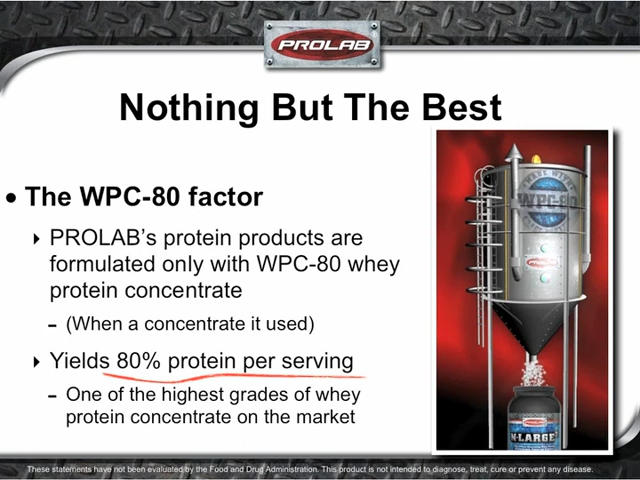 PROLAB
Nothing But The Best
• The WPC-80 factor
PROLAB's protein products are
formulated only with WPC-80 whey
protein concentrate
- (When a concentrate it used)
Yields 80% protein per serving
- One of the highest grades of whey
protein concentrate on the market
WPC-80
PROLAB
N-LARGE
These statements have not been evaluated by the Food and Drug Administration. This product is not intended to diagnose, treat, cure or prevent any disease.